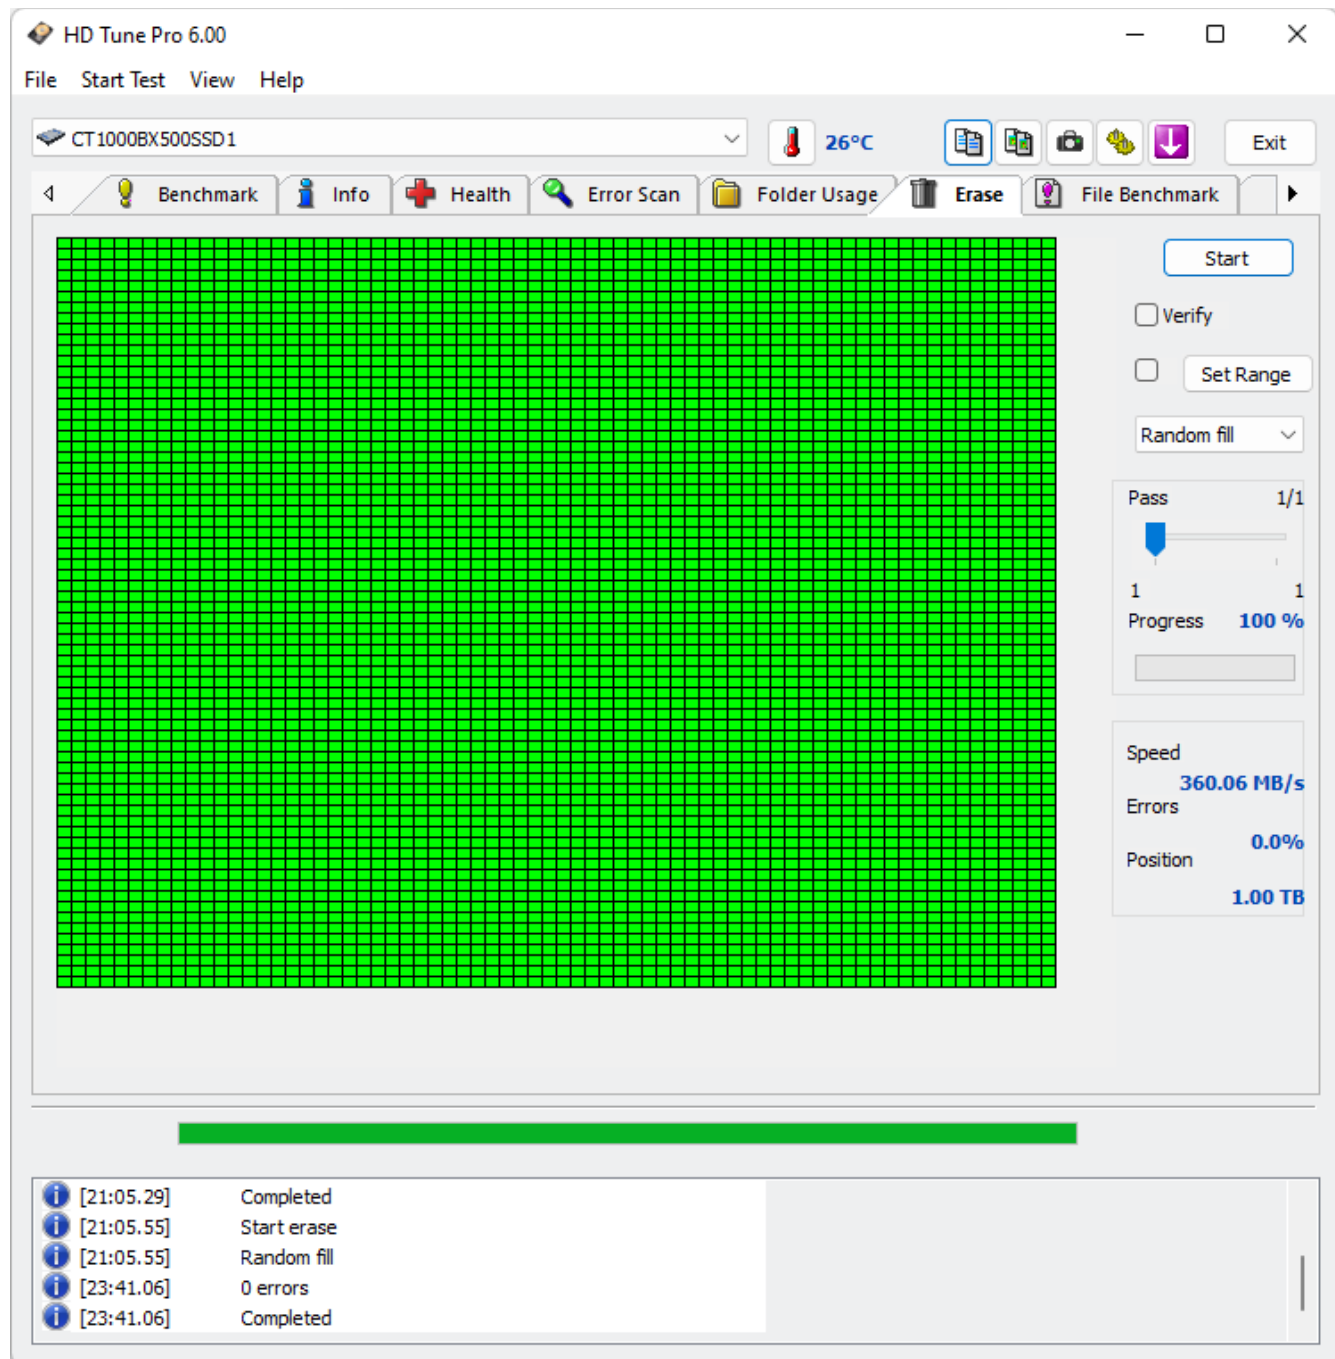 HD Tune Pro 6.00
File Start Test View Help
CT1000BX500SSD1 26°C Exit
Benchmark Info Health Error Scan Folder Usage Erase File Benchmark
Start
Verify
Set Range
Random fill
Pass 1/1
1 1
Progress 100 %
Speed
360.06 MB/s
Errors
0.0%
Position
1.00 TB
[21:05.29] Completed
[21:05.55] Start erase
[21:05.55] Random fill
[23:41.06] 0 errors
[23:41.06] Completed